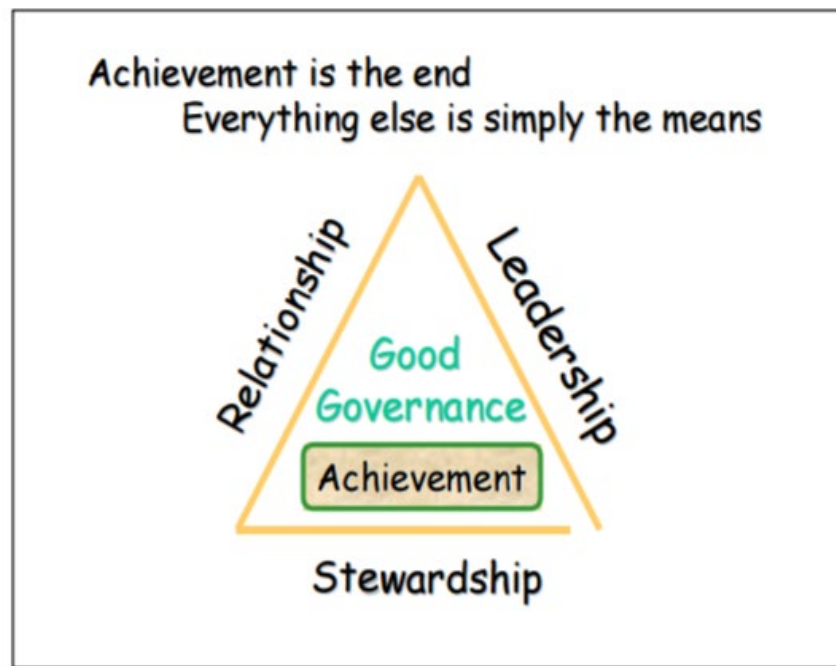 Achievement is the end
Everything else is simply the means
Relationship
Leadership
Good
Governance
Achievement
Stewardship